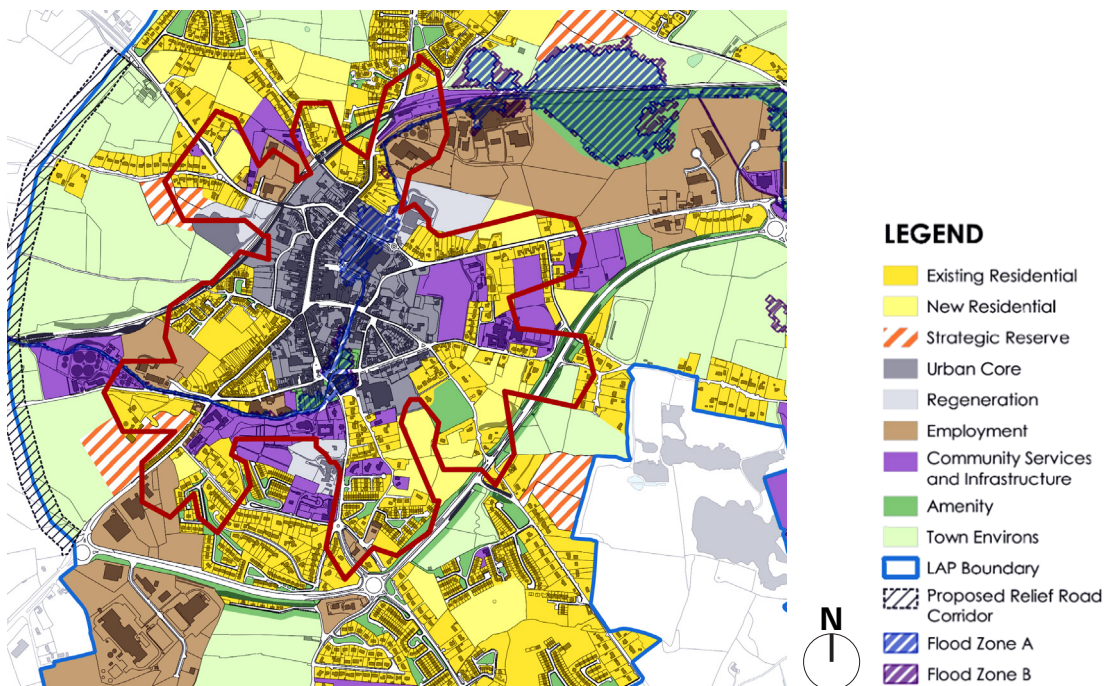 LEGEND
Existing Residential
New Residential
Strategic Reserve
Urban Core
Regeneration
Employment
Community Services
and Infrastructure
Amenity
Town Environs
LAP Boundary
Proposed Relief Road
Corridor
Flood Zone A
Flood Zone B
N